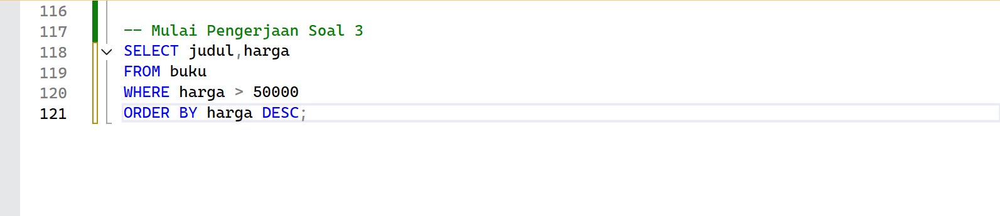 116
117 -- Mulai Pengerjaan Soal 3
118 SELECT judul,harga
119 FROM buku
120 WHERE harga > 50000
121 ORDER BY harga DESC;